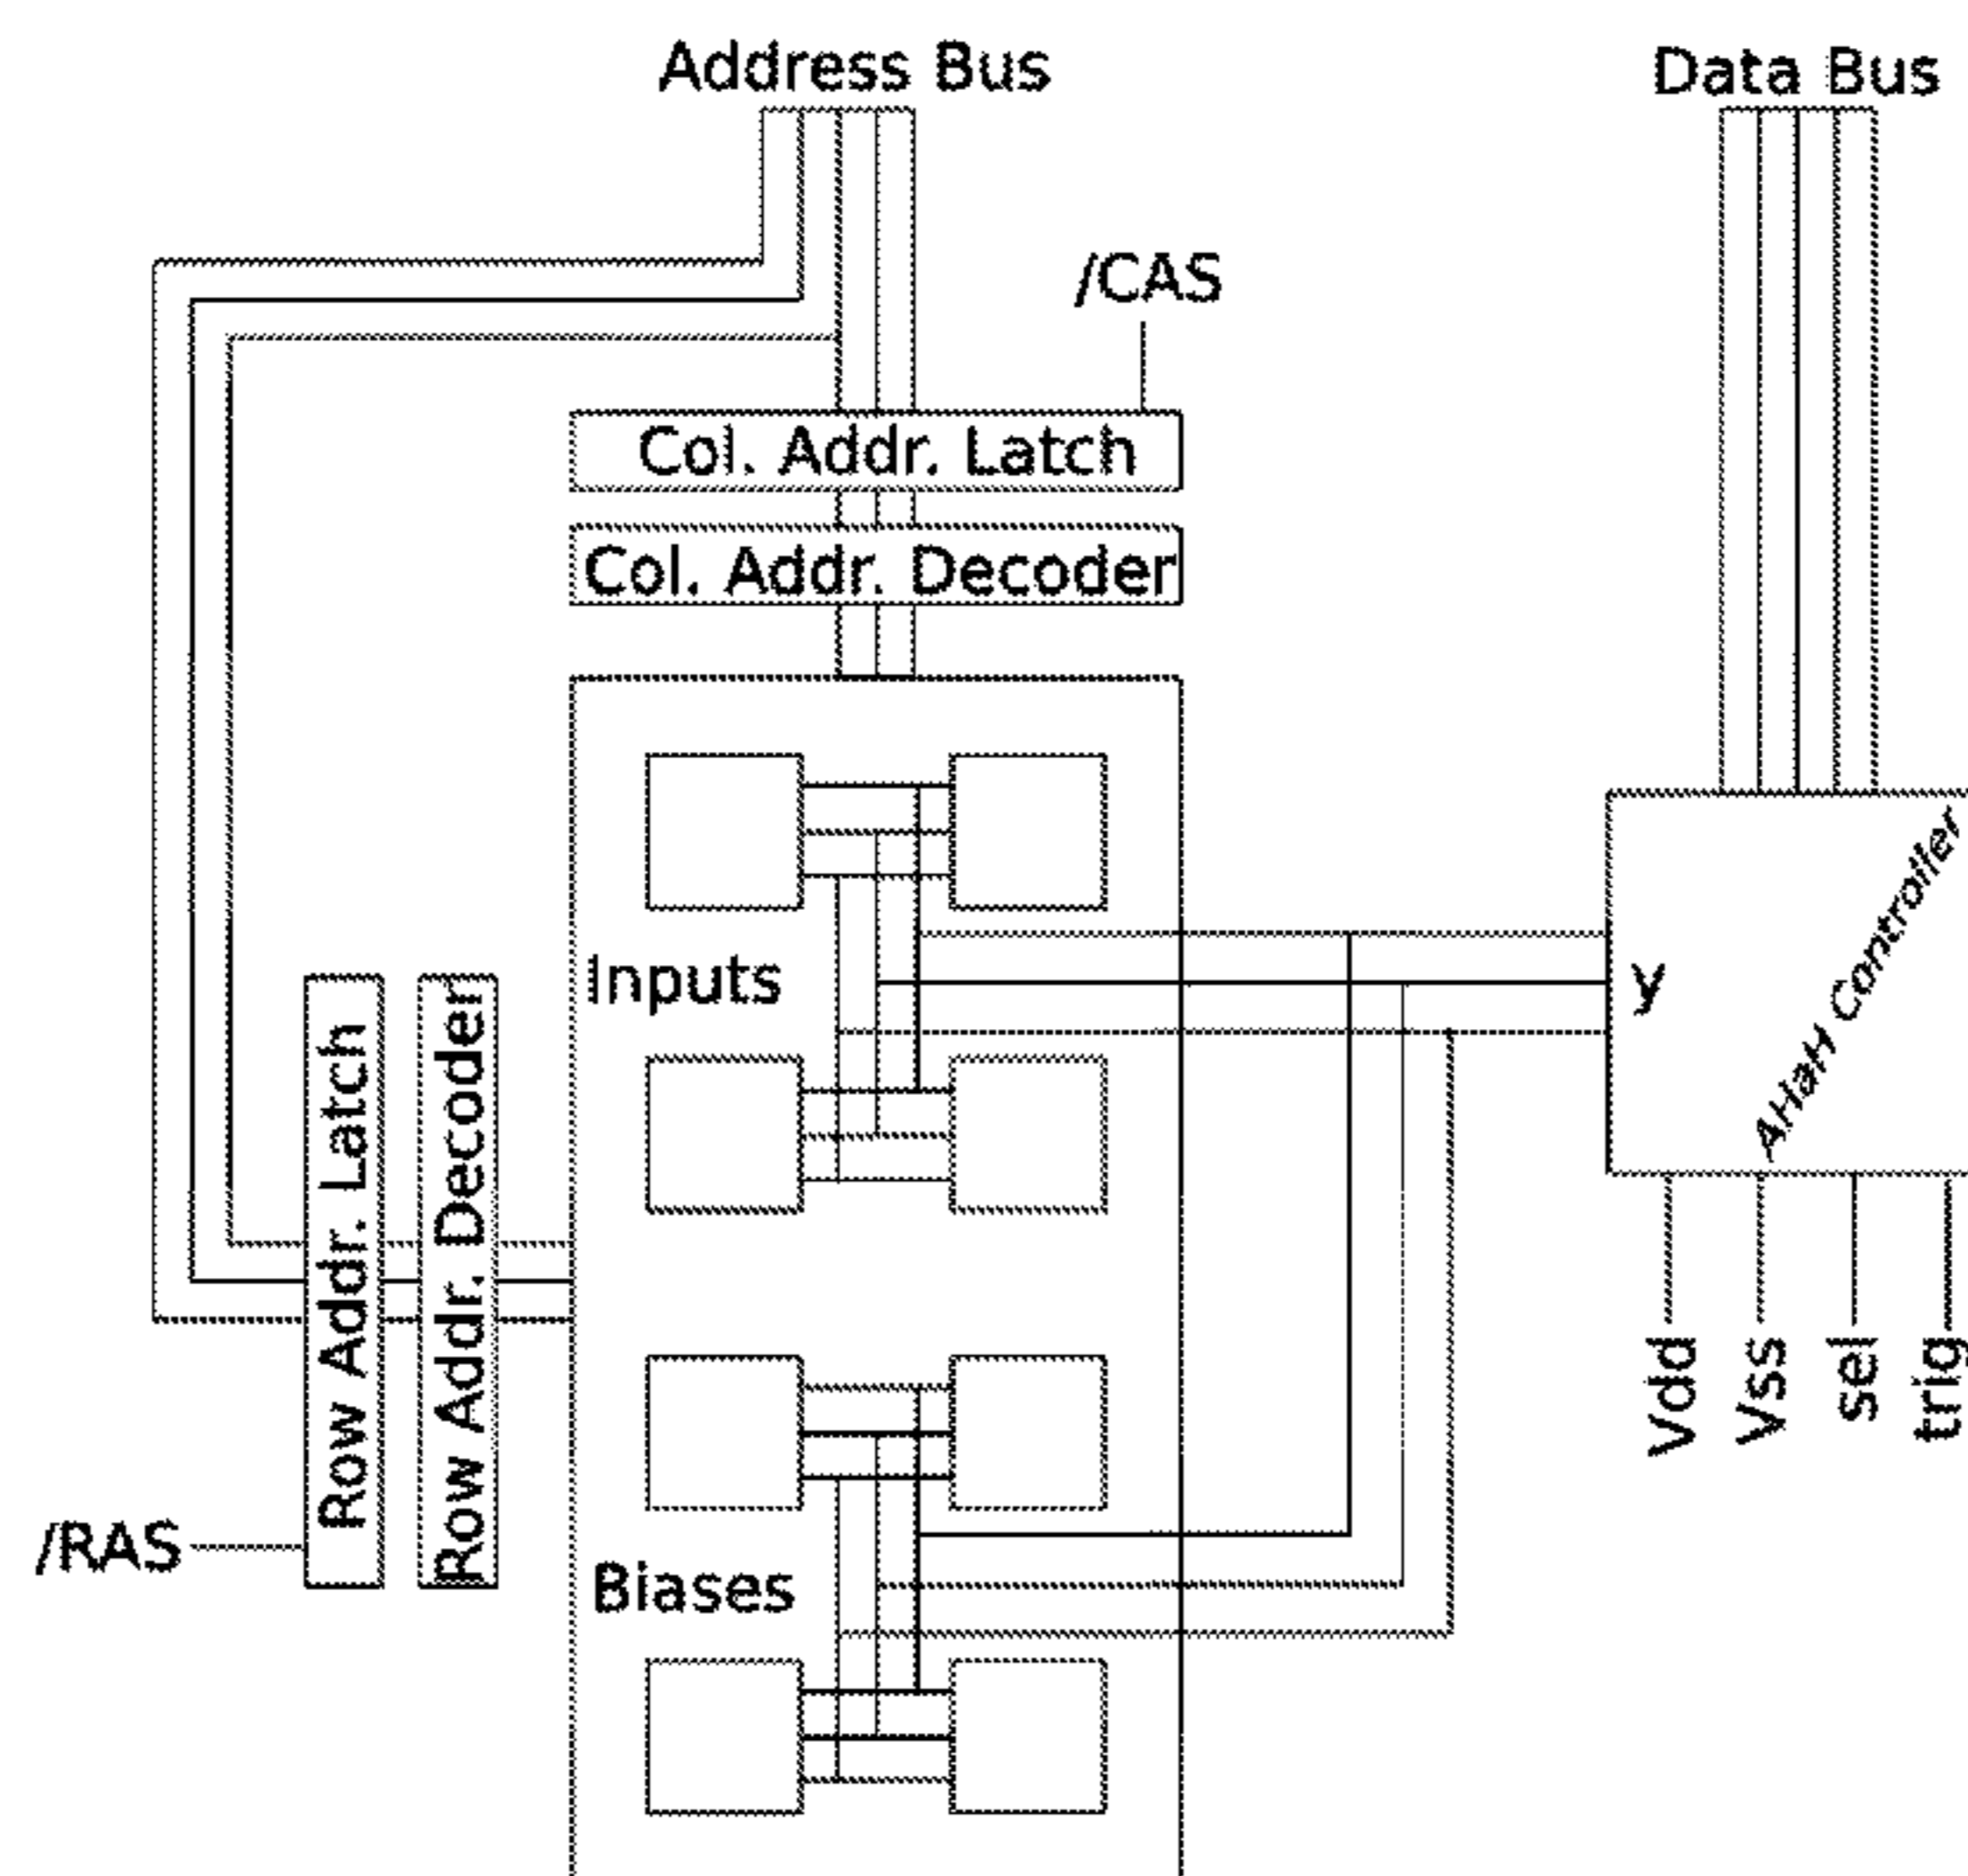 Address Bus
Data Bus
/CAS
Col. Addr. Latch
Col. Addr. Decoder
Inputs
y
AHaH Controller
Row Addr. Latch
Row Addr. Decoder
Vdd
Vss
sel
trig
/RAS
Biases